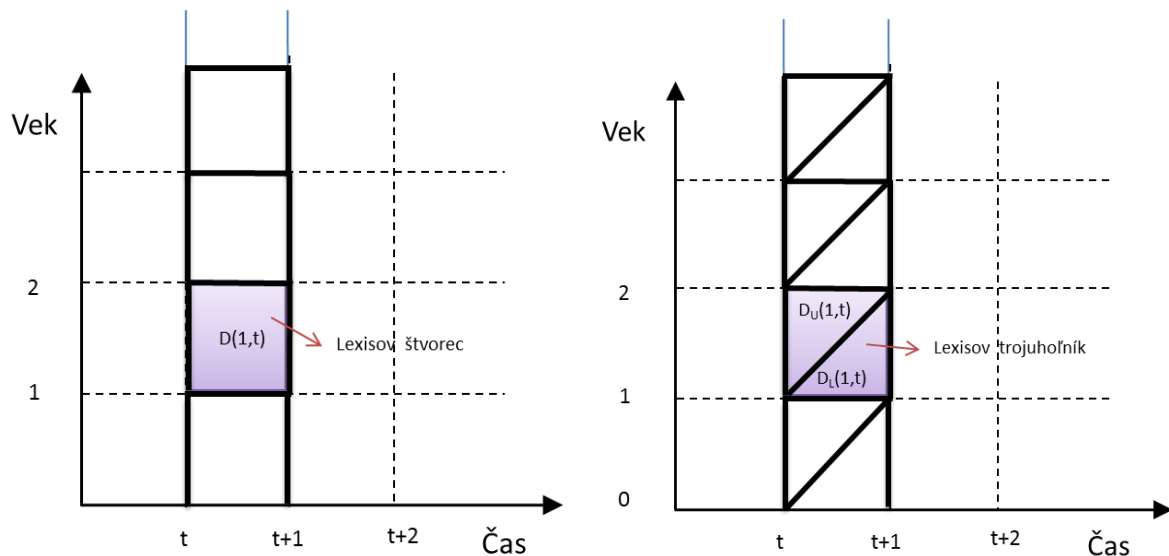 Vek
2
D(1,t)
Lexisov štvorec
1
t
t+1
t+2
Čas
Vek
2
D_U(1,t)
Lexisov trojuholník
D_L(1,t)
1
0
t
t+1
t+2
Čas